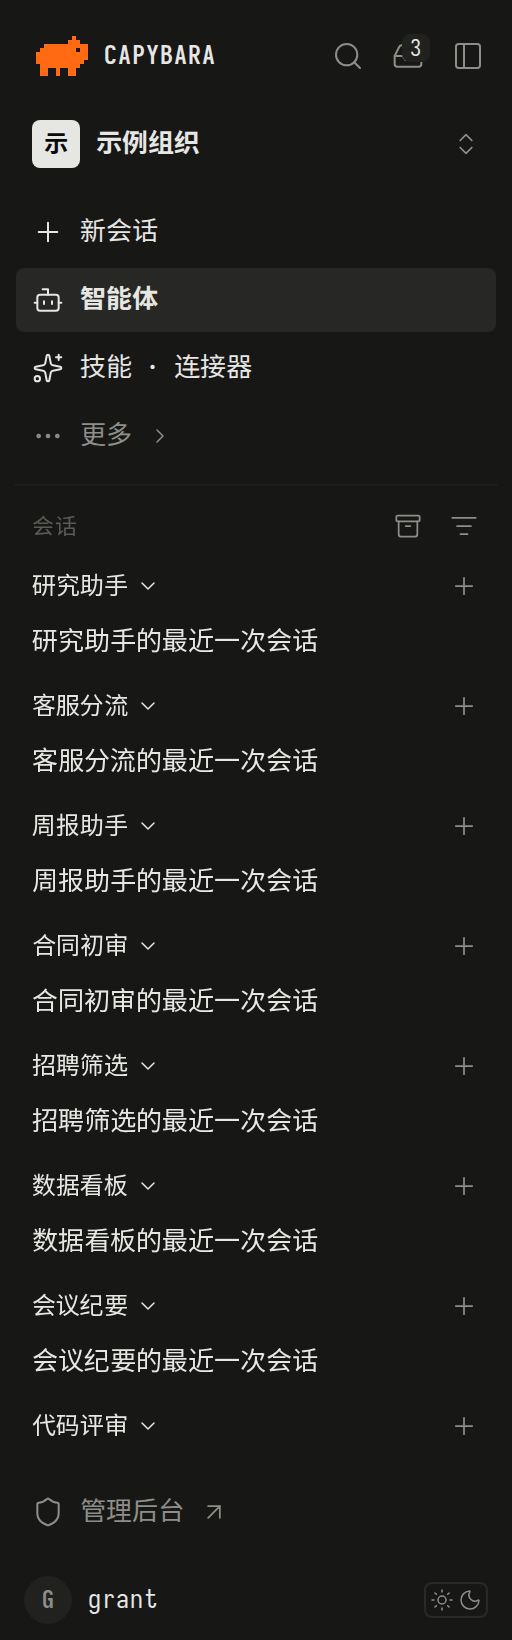 CAPYBARA
3
示 示例组织
新会话
智能体
技能 · 连接器
更多
会话
研究助手
研究助手的最近一次会话
客服分流
客服分流的最近一次会话
周报助手
周报助手的最近一次会话
合同初审
合同初审的最近一次会话
招聘筛选
招聘筛选的最近一次会话
数据看板
数据看板的最近一次会话
会议纪要
会议纪要的最近一次会话
代码评审
管理后台
G grant